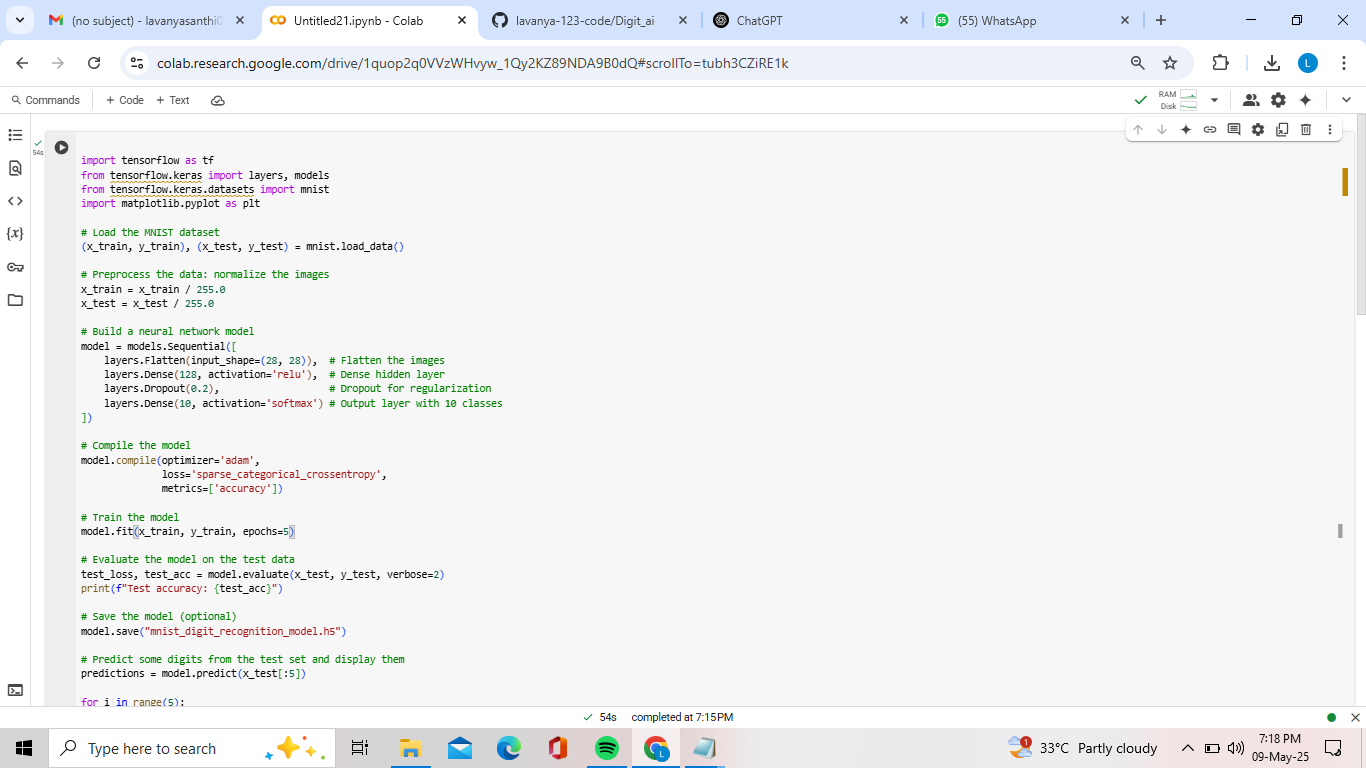 (no subject) - lavanyasanthi
Untitled21.ipynb - Colab
lavanya-123-code/Digit_ai
ChatGPT
55
(55) WhatsApp
colab.research.google.com/drive/1quop2q0VVzWHvyw_1Qy2KZ89NDA9B0dQ#scrollTo=tubh3CZiRE1k
L
Commands + Code + Text
RAM
Disk
54s
import tensorflow as tf
from tensorflow.keras import layers, models
from tensorflow.keras.datasets import mnist
import matplotlib.pyplot as plt
# Load the MNIST dataset
(x_train, y_train), (x_test, y_test) = mnist.load_data()
# Preprocess the data: normalize the images
x_train = x_train / 255.0
x_test = x_test / 255.0
# Build a neural network model
model = models.Sequential([
    layers.Flatten(input_shape=(28, 28)),  # Flatten the images
    layers.Dense(128, activation='relu'),  # Dense hidden layer
    layers.Dropout(0.2),                   # Dropout for regularization
    layers.Dense(10, activation='softmax') # Output layer with 10 classes
])
# Compile the model
model.compile(optimizer='adam',
              loss='sparse_categorical_crossentropy',
              metrics=['accuracy'])
# Train the model
model.fit(x_train, y_train, epochs=5)
# Evaluate the model on the test data
test_loss, test_acc = model.evaluate(x_test, y_test, verbose=2)
print(f"Test accuracy: {test_acc}")
# Save the model (optional)
model.save("mnist_digit_recognition_model.h5")
# Predict some digits from the test set and display them
predictions = model.predict(x_test[:5])
for i in range(5):
54s completed at 7:15 PM
Type here to search
L
1
33°C Partly cloudy
7:18 PM
09-May-25